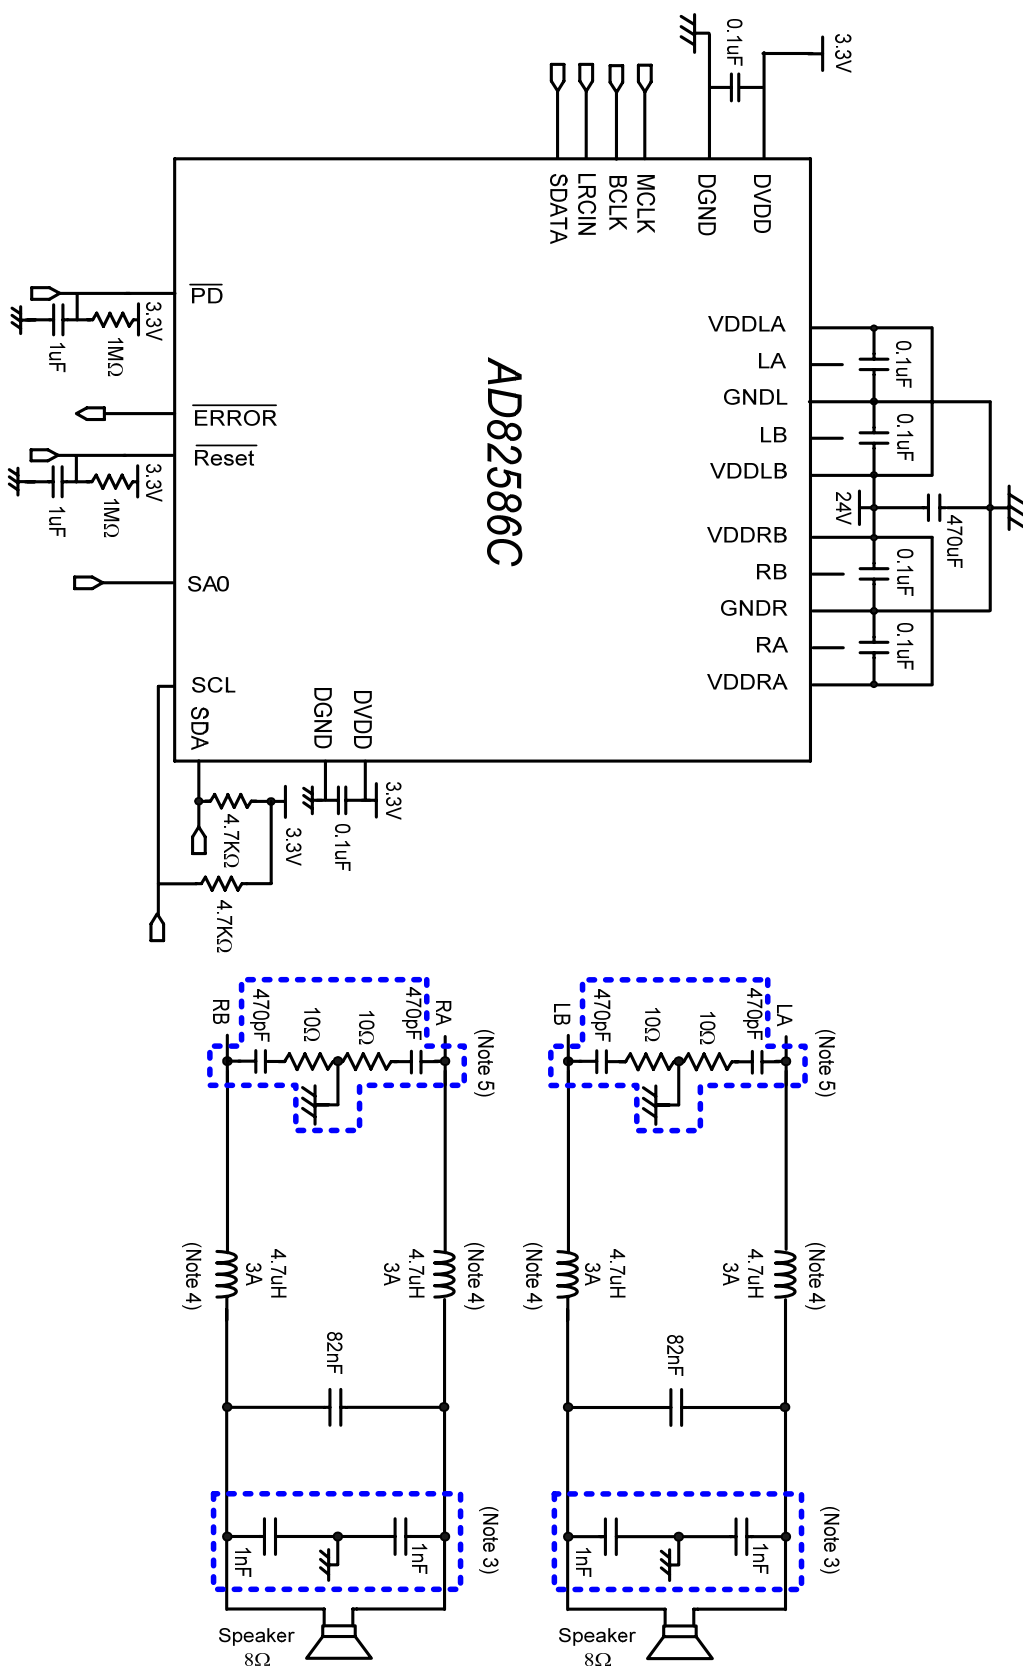 3.3V
0.1uF
DVDD
DGND
MCLK
BCLK
LRCIN
SDATA
AD82586C
PD
3.3V
1MΩ
1uF
ERROR
Reset
3.3V
1MΩ
1uF
SA0
SCL
SDA
DGND
DVDD
3.3V
0.1uF
3.3V
4.7KΩ
4.7KΩ
VDDLA
LA
GNDL
LB
VDDLB
VDDRB
RB
GNDR
RA
VDDRA
0.1uF
0.1uF
24V
470uF
0.1uF
0.1uF
LA
470pF
10Ω
10Ω
470pF
LB
(Note 5)
4.7uH
3A
(Note 4)
4.7uH
3A
(Note 4)
82nF
(Note 3)
1nF
1nF
Speaker
8Ω
RA
470pF
10Ω
10Ω
470pF
RB
(Note 5)
4.7uH
3A
(Note 4)
4.7uH
3A
(Note 4)
82nF
(Note 3)
1nF
1nF
Speaker
8Ω